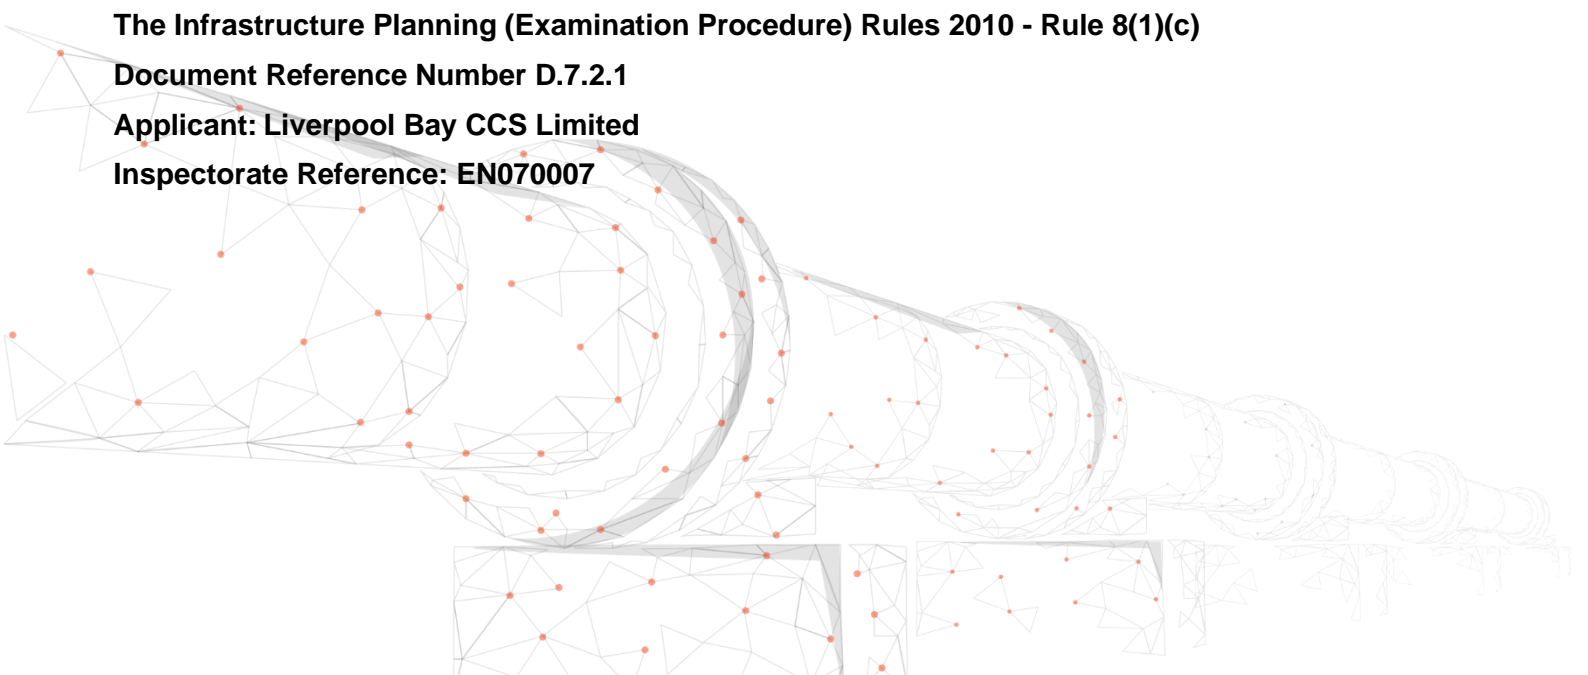 The Infrastructure Planning (Examination Procedure) Rules 2010 - Rule 8(1)(c)
Document Reference Number D.7.2.1
Applicant: Liverpool Bay CCS Limited
Inspectorate Reference: EN070007